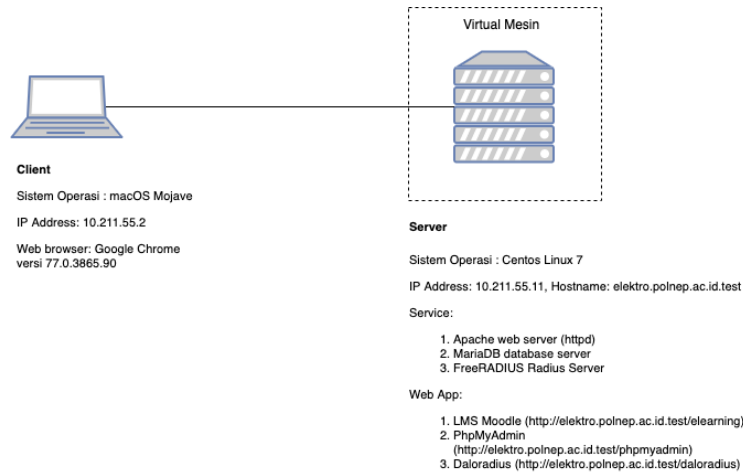 Virtual Mesin
Client
Sistem Operasi : macOS Mojave
IP Address: 10.211.55.2
Web browser: Google Chrome
versi 77.0.3865.90
Server
Sistem Operasi : Centos Linux 7
IP Address: 10.211.55.11, Hostname: elektro.polnep.ac.id.test
Service:
1. Apache web server (httpd)
2. MariaDB database server
3. FreeRADIUS Radius Server
Web App:
1. LMS Moodle (http://elektro.polnep.ac.id.test/elearning)
2. PhpMyAdmin
(http://elektro.polnep.ac.id.test/phpmyadmin)
3. Daloradius (http://elektro.polnep.ac.id.test/daloradius)